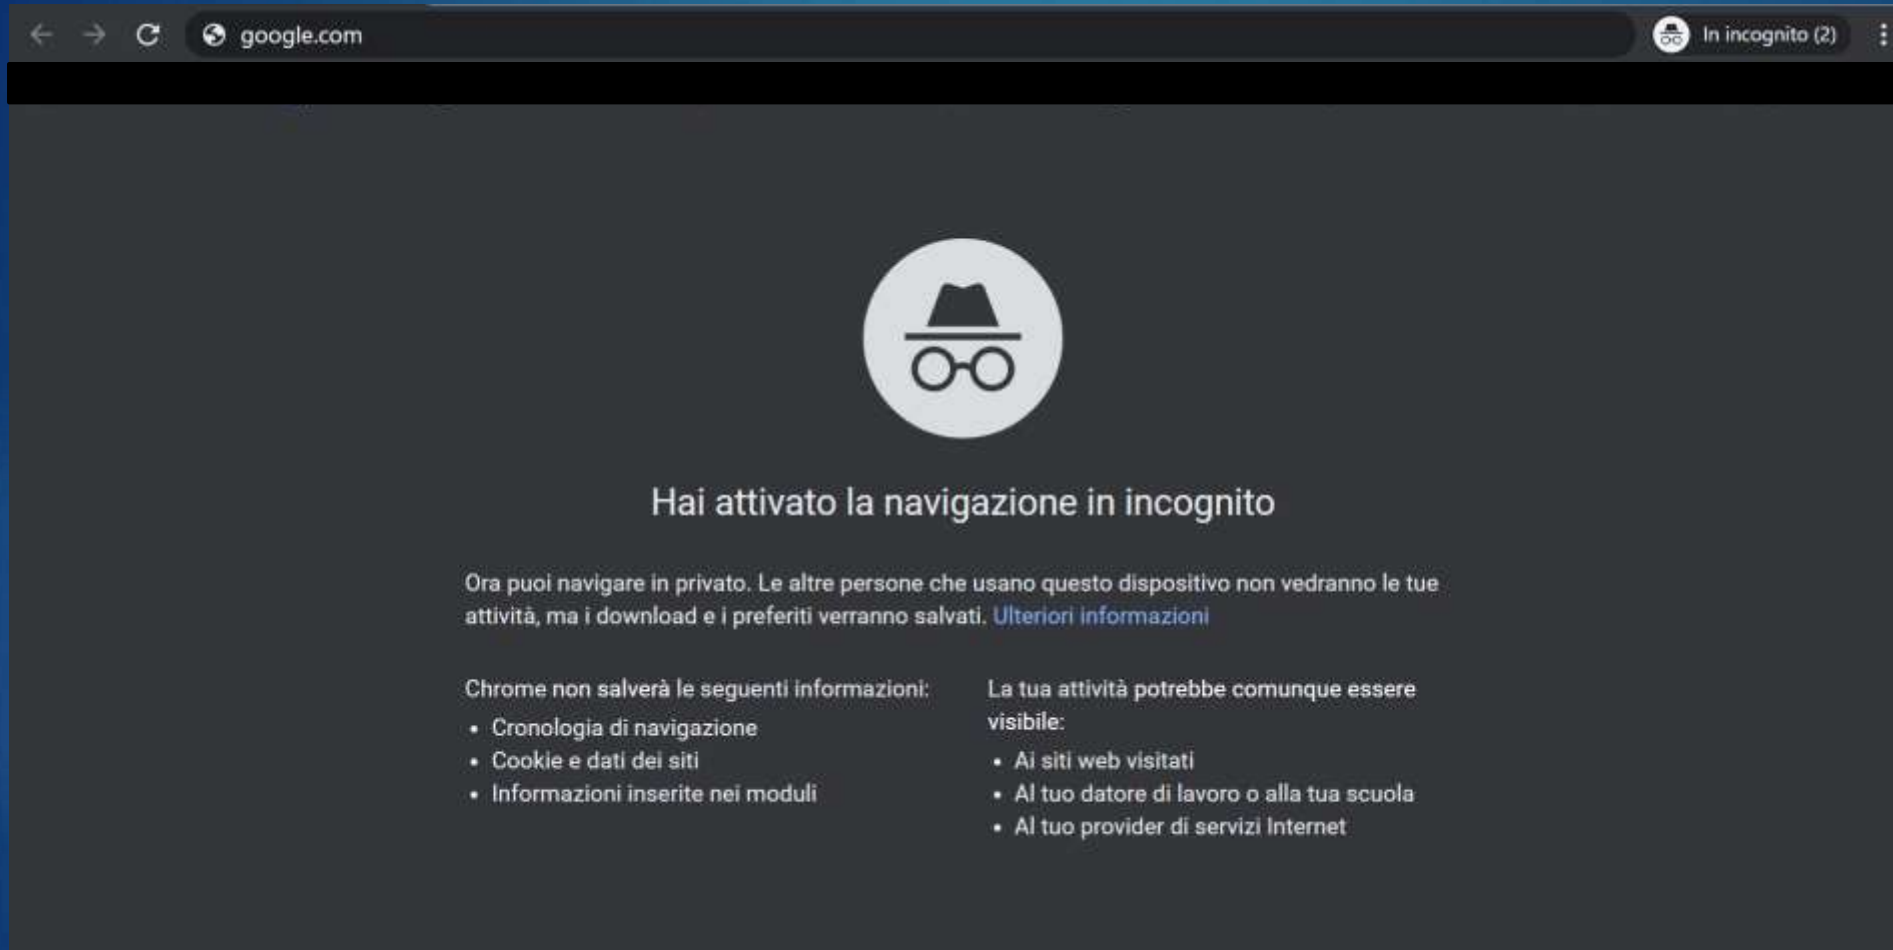 google.com
In incognito (2)
Hai attivato la navigazione in incognito
Ora puoi navigare in privato. Le altre persone che usano questo dispositivo non vedranno le tue
attività, ma i download e i preferiti verranno salvati. Ulteriori informazioni
Chrome non salverà le seguenti informazioni:
• Cronologia di navigazione
• Cookie e dati dei siti
• Informazioni inserite nei moduli
La tua attività potrebbe comunque essere
visibile:
• Ai siti web visitati
• Al tuo datore di lavoro o alla tua scuola
• Al tuo provider di servizi Internet